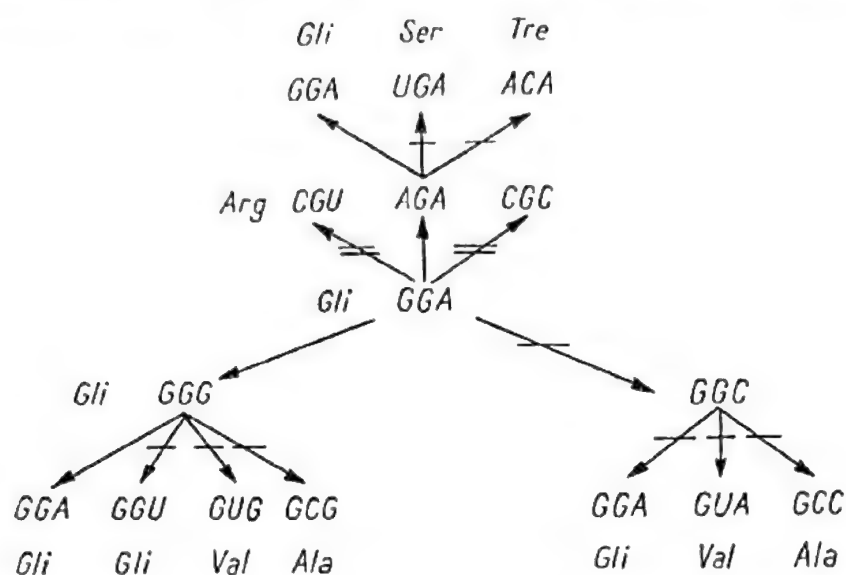 Gli Ser Tre
GGA UGA ACA
Arg CGU AGA CGC
Gli GGA
Gli GGG GGC
GGA GGU GUG GCG GGA GUA GCC
Gli Gli Val Ala Gli Val Ala